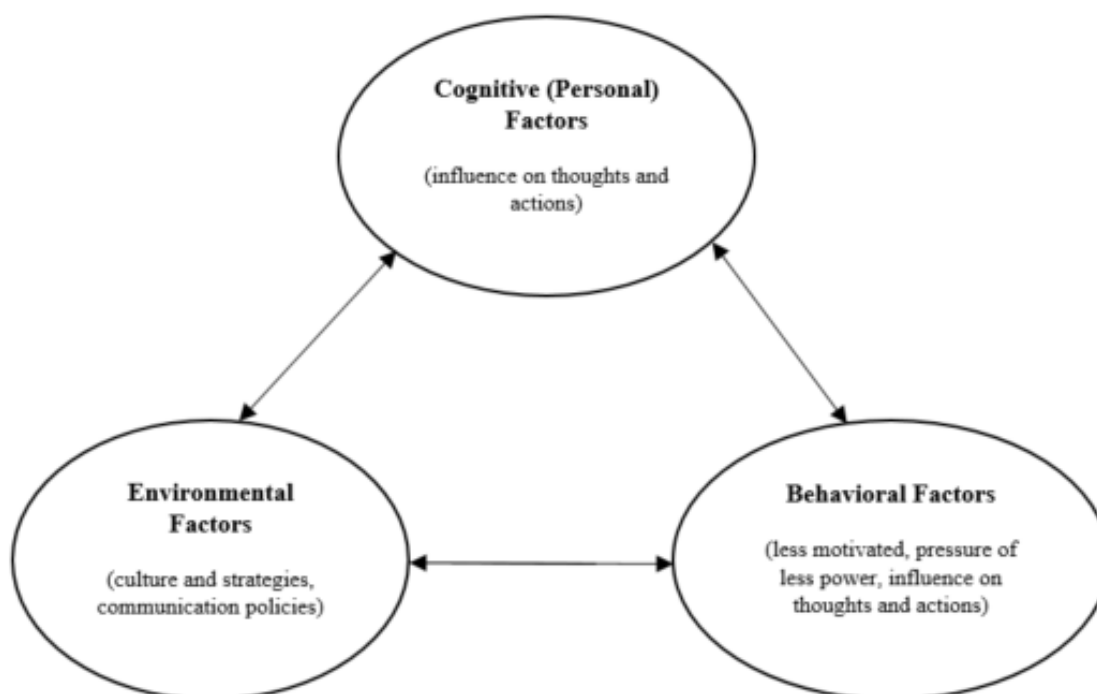 Cognitive (Personal)
Factors
(influence on thoughts and
actions)
Environmental
Factors
(culture and strategies,
communication policies)
Behavioral Factors
(less motivated, pressure of
less power, influence on
thoughts and actions)